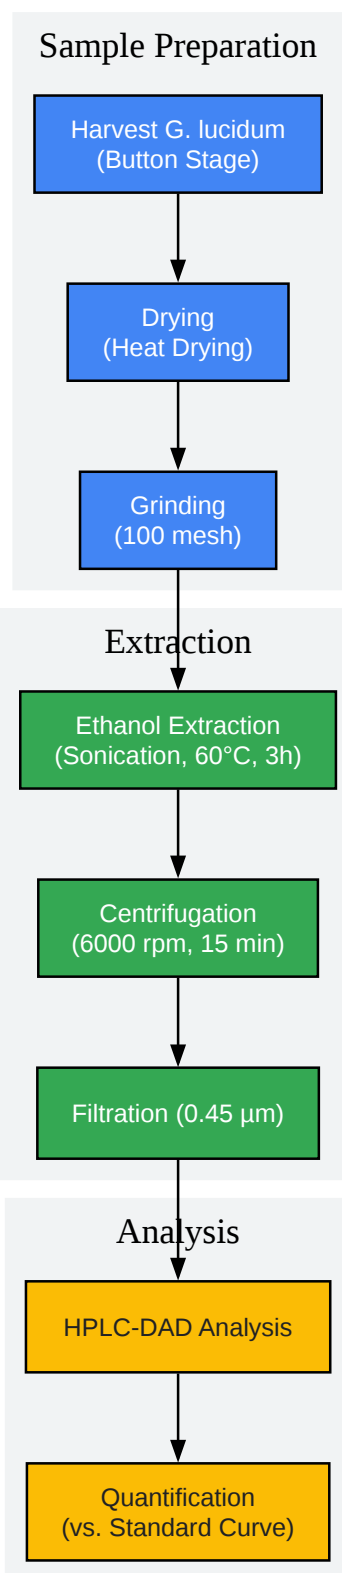 Sample Preparation
Harvest G. lucidum
(Button Stage)
Drying
(Heat Drying)
Grinding
(100 mesh)
Extraction
Ethanol Extraction
(Sonication, 60°C, 3h)
Centrifugation
(6000 rpm, 15 min)
Filtration (0.45 µm)
Analysis
HPLC-DAD Analysis
Quantification
(vs. Standard Curve)